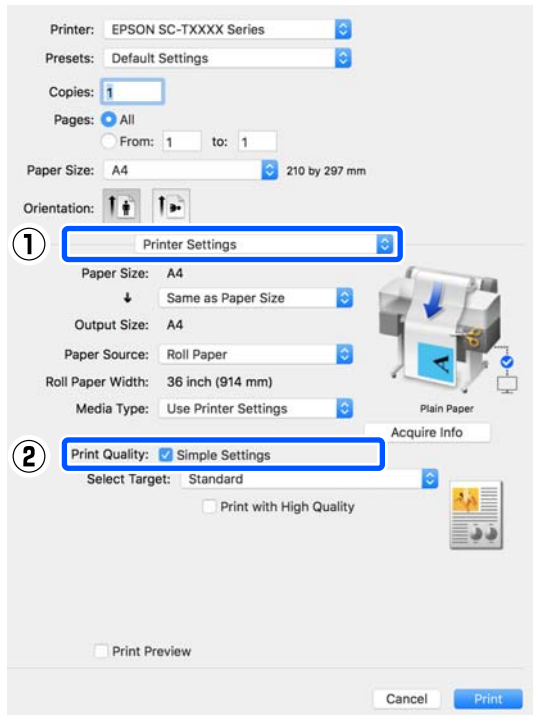 Printer: EPSON SC-TXXXX Series
Presets: Default Settings
Copies: 1
Pages: All
From: 1 to: 1
Paper Size: A4 210 by 297 mm
Orientation:
① Printer Settings
Paper Size: A4
Same as Paper Size
Output Size: A4
Paper Source: Roll Paper
Roll Paper Width: 36 inch (914 mm)
Media Type: Use Printer Settings
Plain Paper
Acquire Info
② Print Quality: Simple Settings
Select Target: Standard
Print with High Quality
Print Preview
Cancel Print